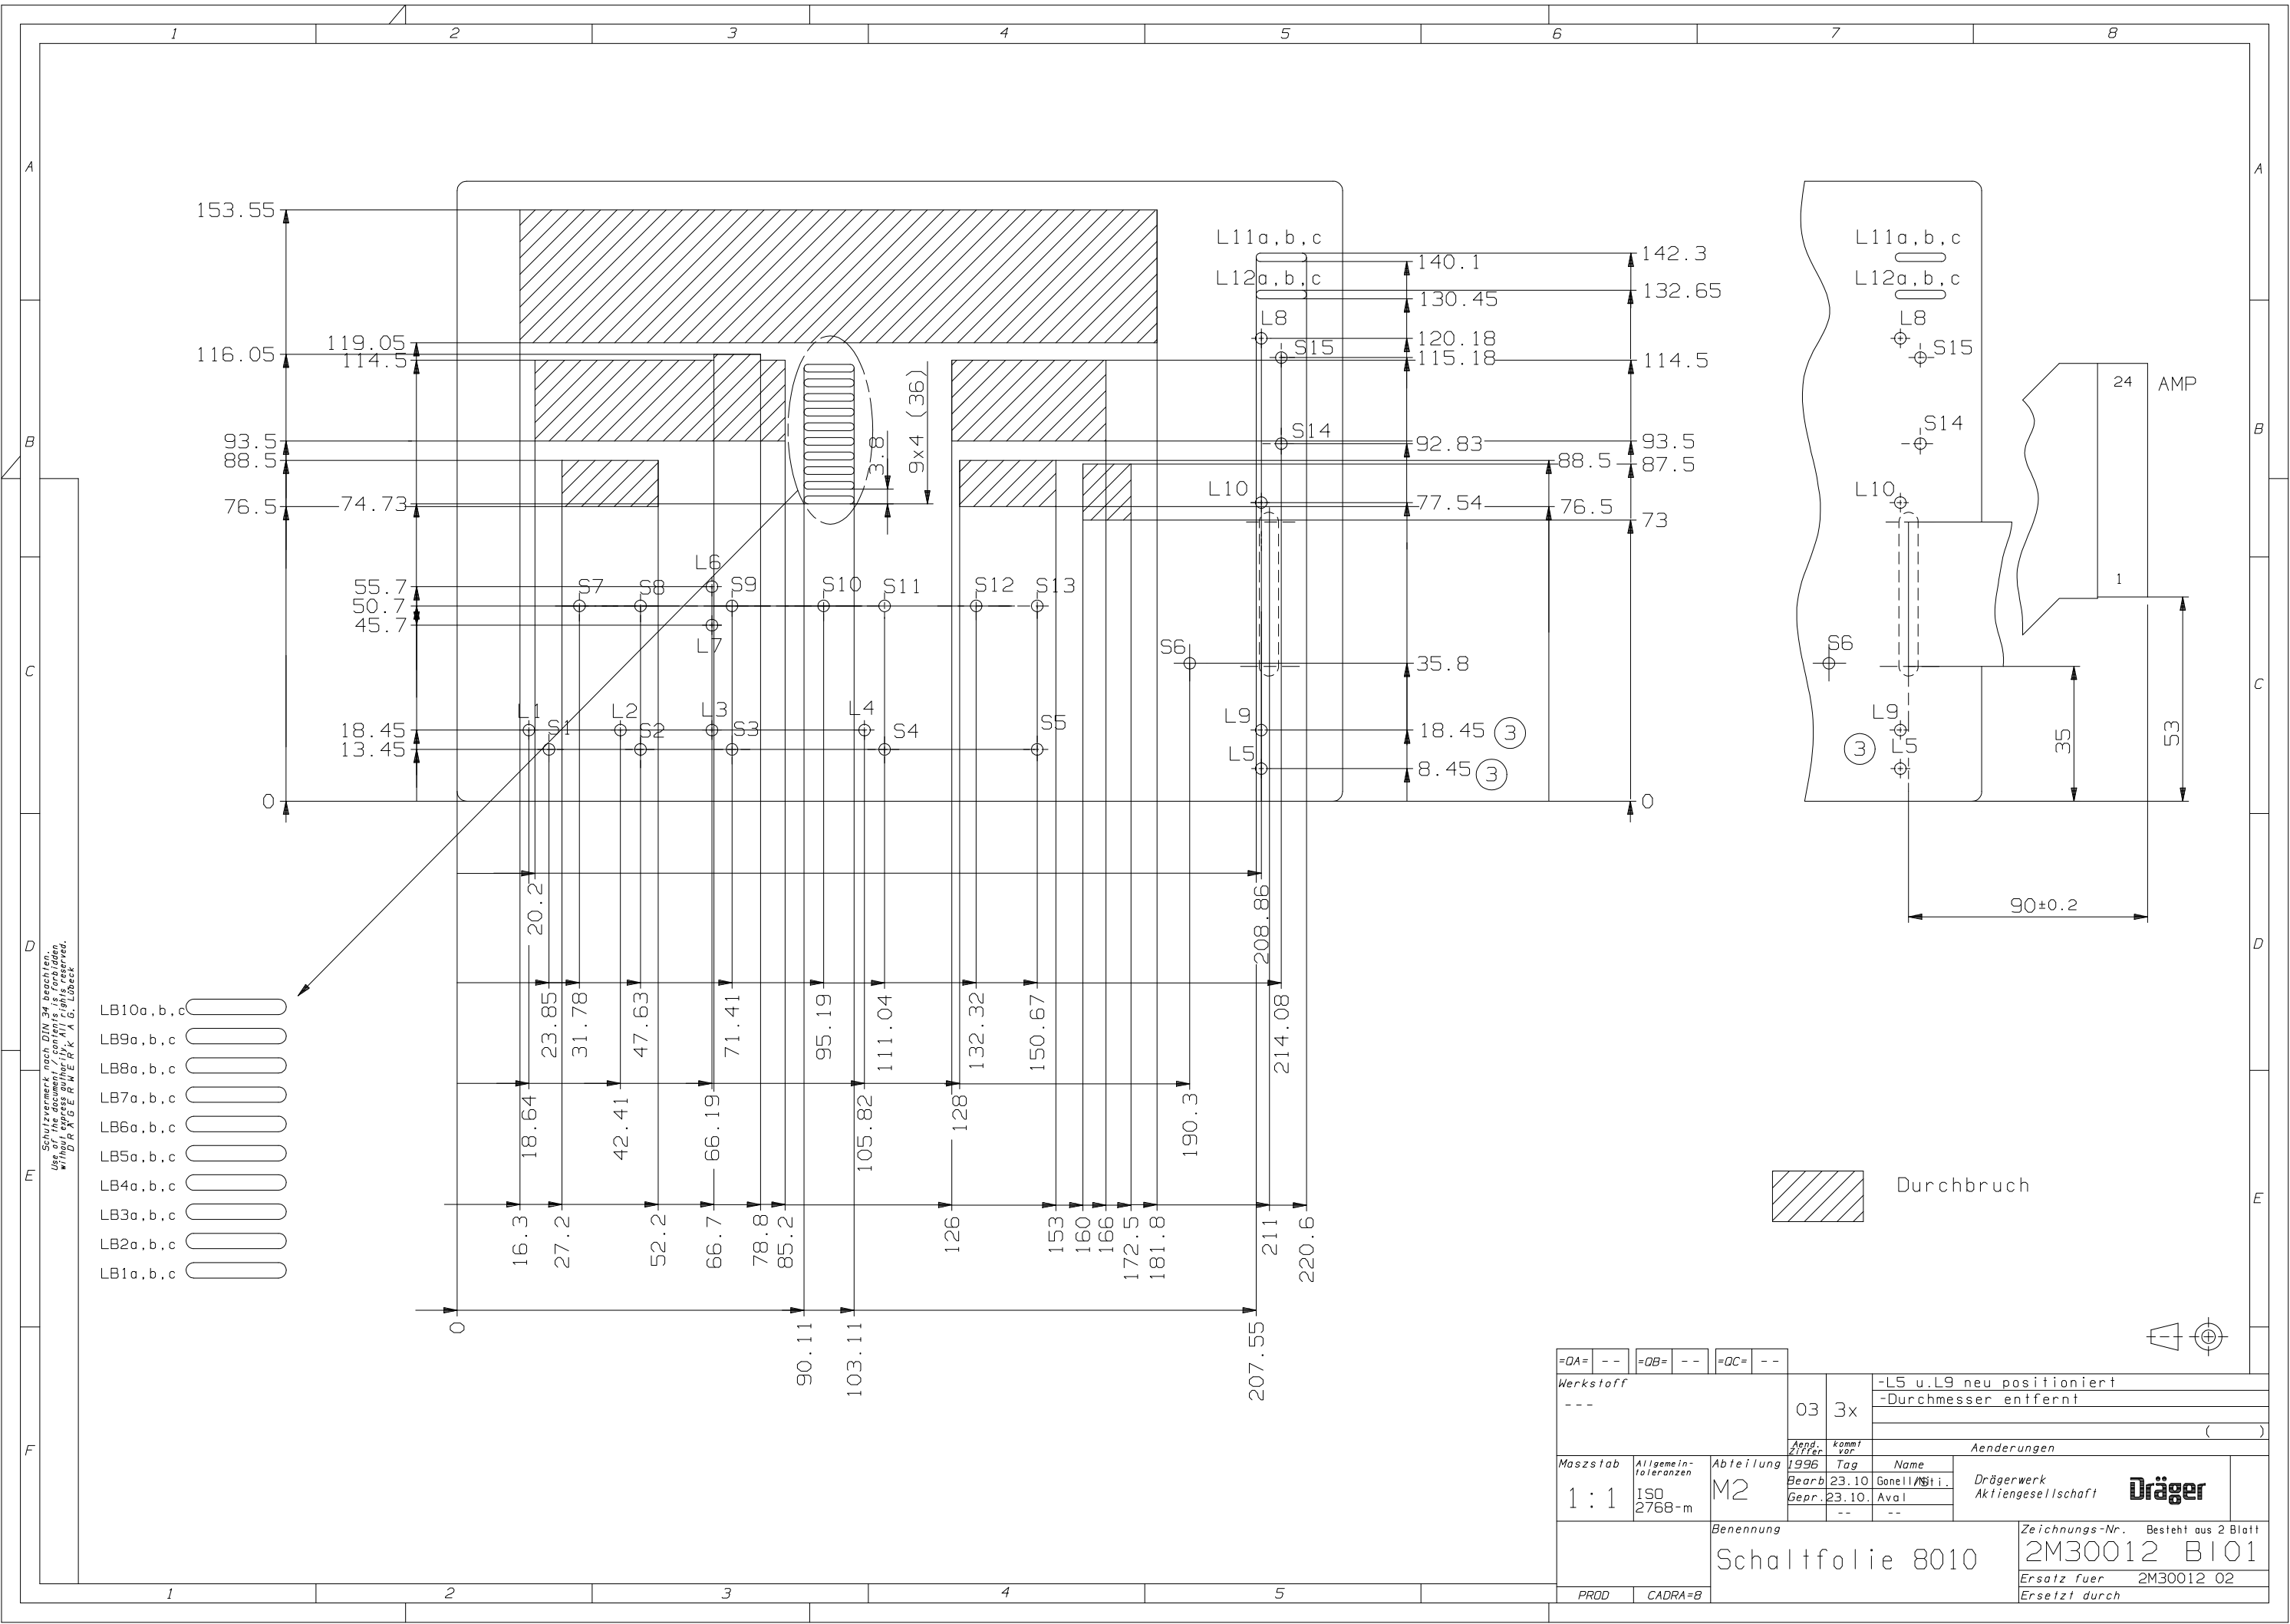 1 2 3 4 5 6 7 8
A A
B B
C C
D D
E E
F
153.55
116.05
119.05
114.5
93.5
88.5
76.5
74.73
55.7
50.7
45.7
18.45
13.45
0
L11a,b,c
L12a,b,c
L8
S15
S14
L10
L6
L7
S7 S8 S9 S10 S11 S12 S13
S6
L1 S1 L2 S2 L3 S3 L4 S4 S5
L9
L5
3.8
9x4 (36)
140.1
130.45
120.18
115.18
92.83
77.54
35.8
18.45 3
8.45 3
142.3
132.65
114.5
93.5
88.5
87.5
76.5
73
0
L11a,b,c
L12a,b,c
L8
S15
S14
L10
S6
L9
3 L5
24 AMP
1
35
53
90±0.2
20.2 208.86
23.85 31.78 47.63 71.41 95.19 111.04 132.32 150.67 214.08
18.64 42.41 66.19 105.82 128 190.3
16.3 27.2 52.2 66.7 78.8 85.2 126 153 160 166 172.5 181.8 211 220.6
0 90.11 103.11 207.55
LB10a,b,c
LB9a,b,c
LB8a,b,c
LB7a,b,c
LB6a,b,c
LB5a,b,c
LB4a,b,c
LB3a,b,c
LB2a,b,c
LB1a,b,c
Schutzvermerk nach DIN 34 beachten.
Use of the document/contents is forbidden
without express authority. All rights reserved.
DRÄGERWERK AG. Lübeck
Durchbruch
=QA= -- =QB= -- =QC= --
Werkstoff
---
03 3x
-L5 u.L9 neu positioniert
-Durchmesser entfernt
( )
Aend. Ziffer kommt vor Aenderungen
Maszstab
1 : 1
Allgemein-
toleranzen
ISO
2768-m
Abteilung
M2
1996 Tag Name
Bearb 23.10
Gepr. 23.10. Aval
-- --
Drägerwerk
Aktiengesellschaft
Dräger
Benennung
Schaltfolie 8010
Zeichnungs-Nr. Besteht aus 2 Blatt
2M30012 Bl01
Ersatz fuer 2M30012 02
Ersetzt durch
PROD CADRA=8
1 2 3 4 5